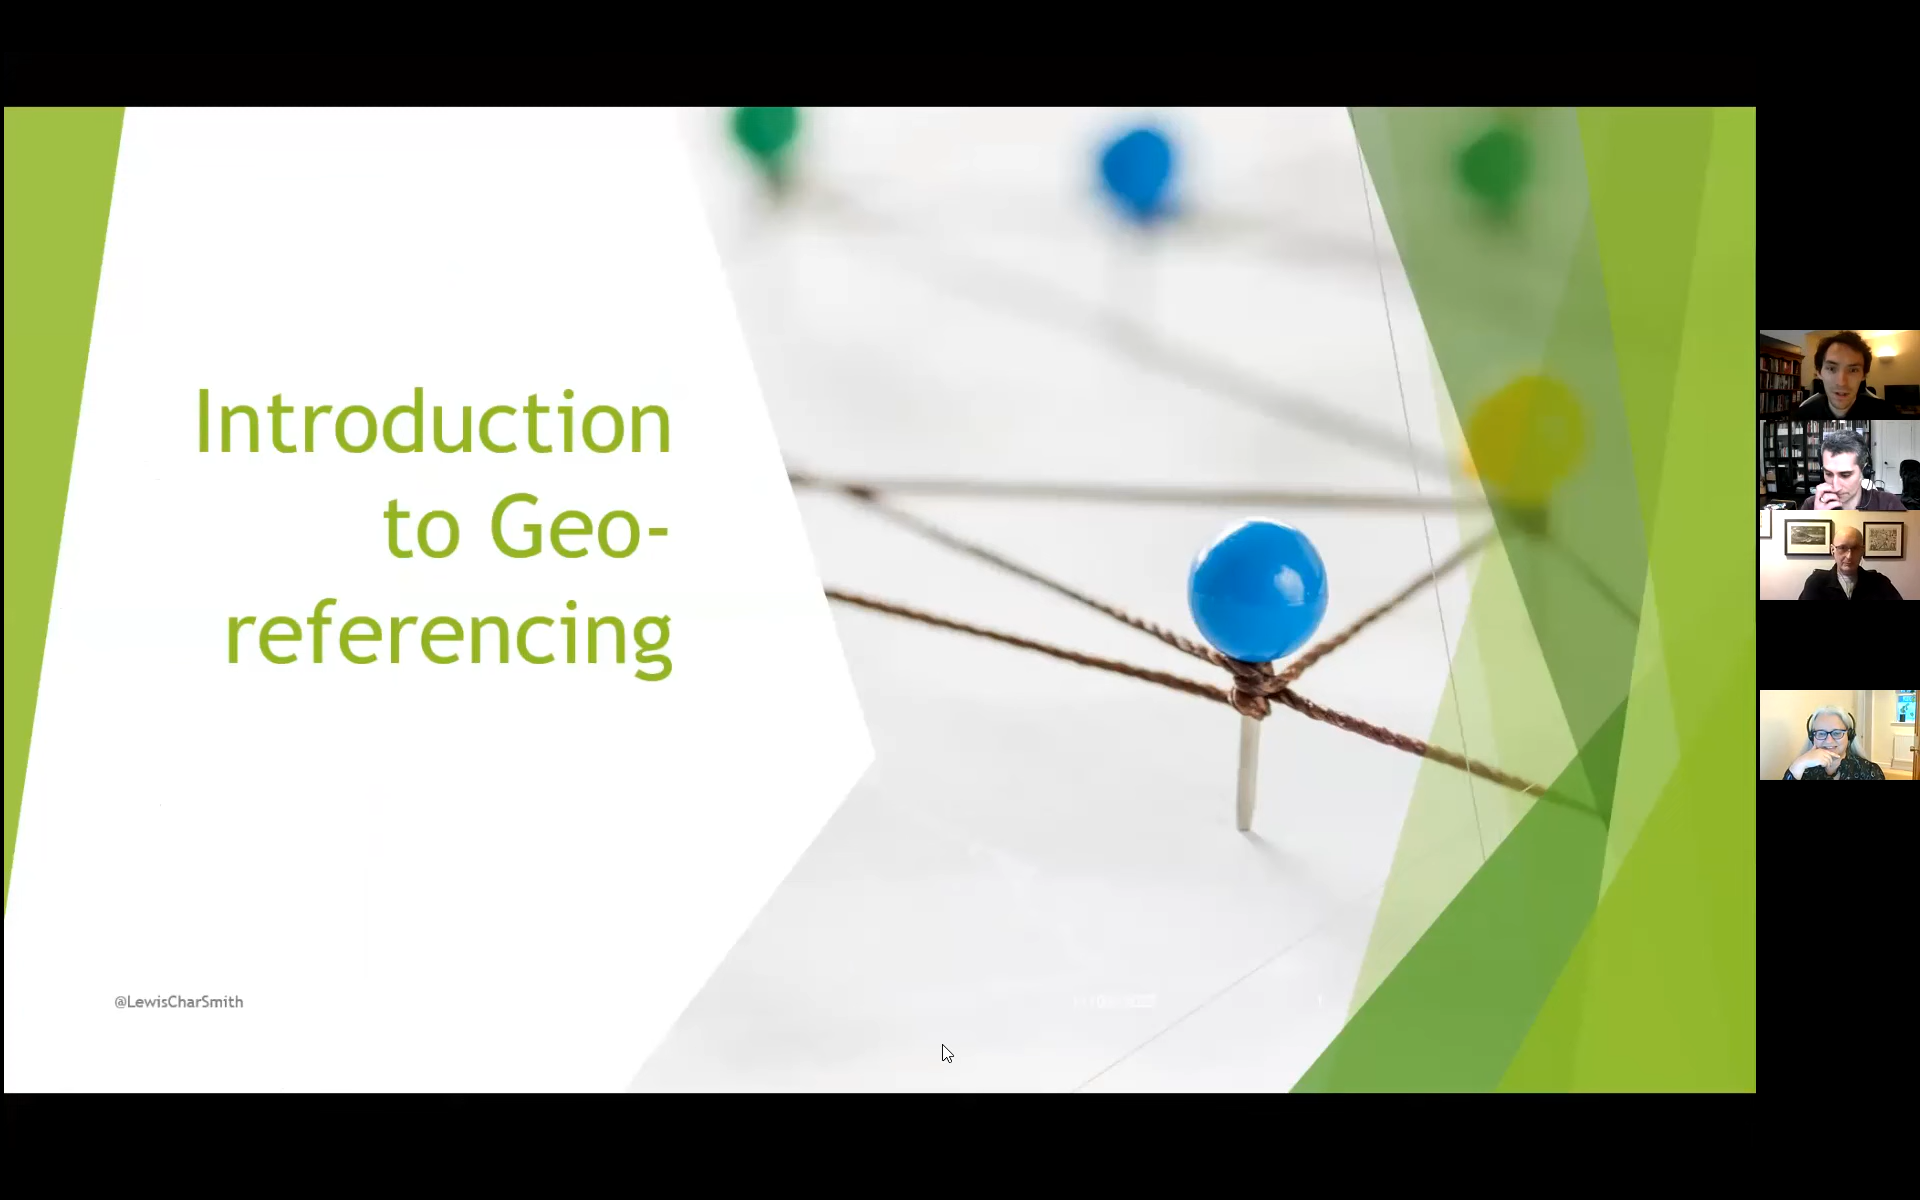 Introduction
to Geo-
referencing
@LewisCharSmith